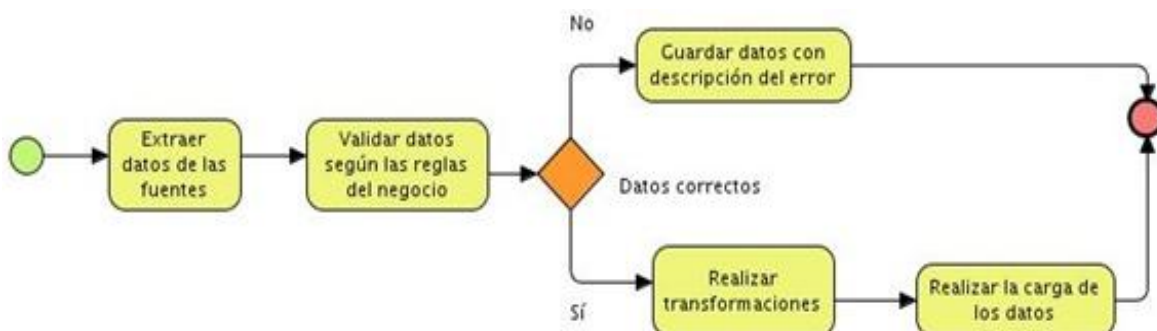 No
Guardar datos con
descripción del error
Extraer
datos de las
fuentes
Validar datos
según las reglas
del negocio
Datos correctos
Sí
Realizar
transformaciones
Realizar la carga de
los datos